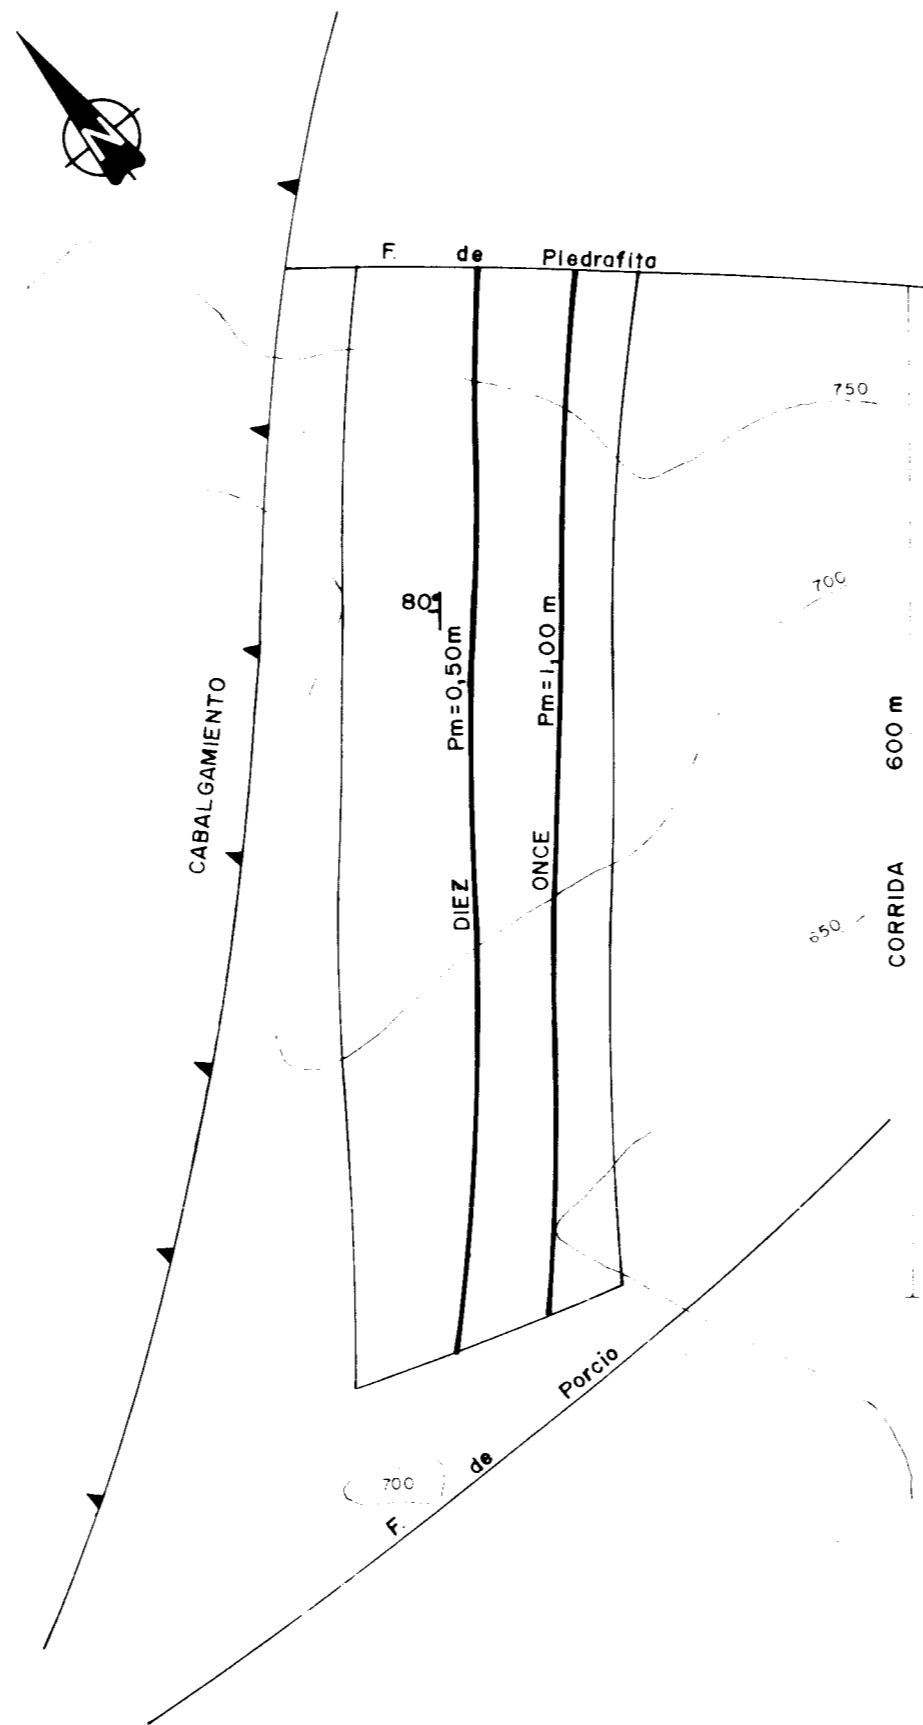 N
F. de Piedrafita
750
700
80
Pm=0,50m
Pm=1,00 m
600 m
CABALGAMIENTO
ONCE
DIEZ
CORRIDA
650
Porcio
de
700
F.